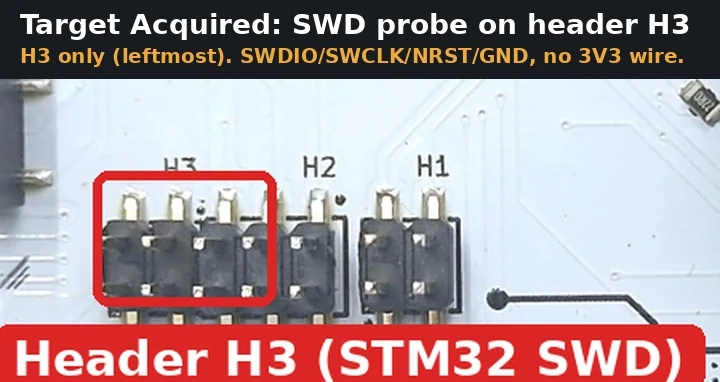 Target Acquired: SWD probe on header H3
H3 only (leftmost). SWDIO/SWCLK/NRST/GND, no 3V3 wire.
H3 H2 H1
Header H3 (STM32 SWD)